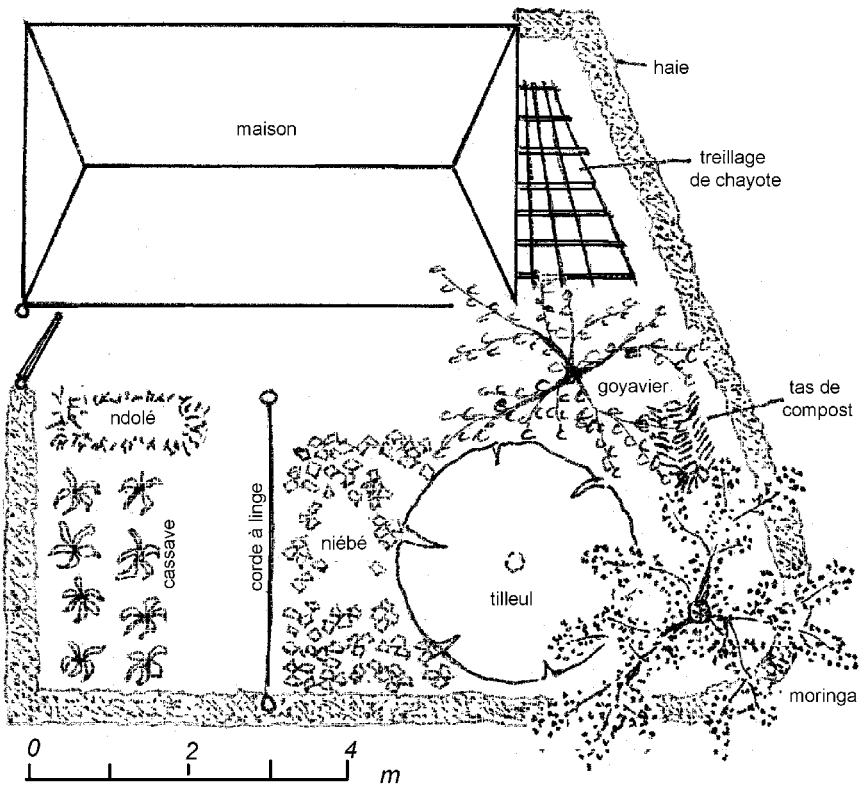 haie
maison
treillage
de chayote
goyavier
tas de
compost
ndolé
cassave
corde à linge
niébé
tilleul
moringa
0 2 4
m